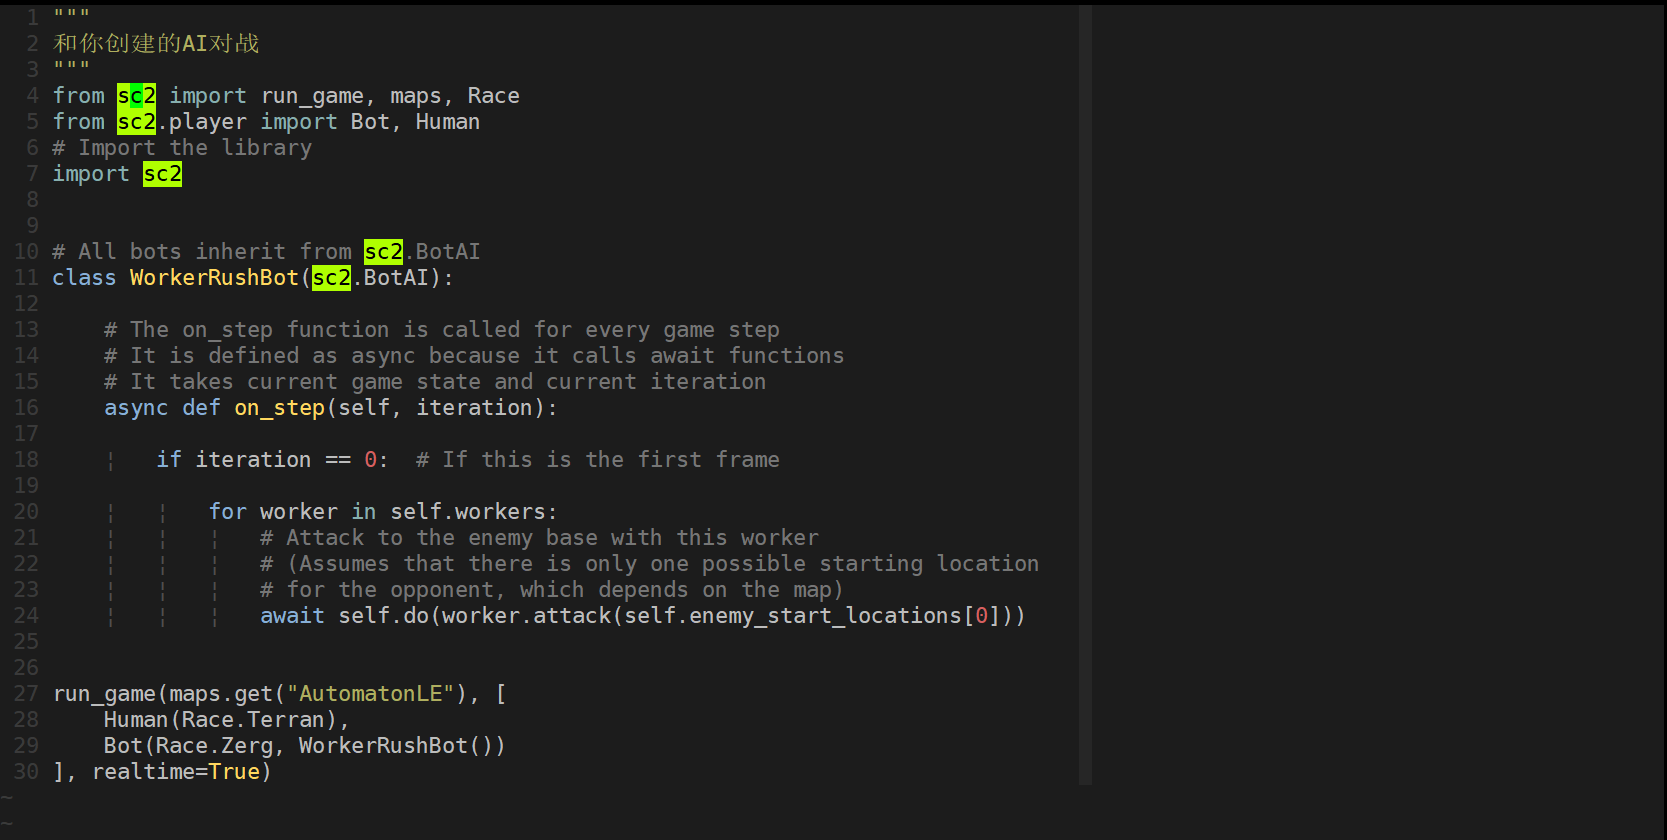 1 """
2 和你创建的AI对战
3 """
4 from sc2 import run_game, maps, Race
5 from sc2.player import Bot, Human
6 # Import the library
7 import sc2
8
9
10 # All bots inherit from sc2.BotAI
11 class WorkerRushBot(sc2.BotAI):
12
13     # The on_step function is called for every game step
14     # It is defined as async because it calls await functions
15     # It takes current game state and current iteration
16     async def on_step(self, iteration):
17
18     ¦   if iteration == 0:  # If this is the first frame
19
20     ¦   ¦   for worker in self.workers:
21     ¦   ¦   ¦   # Attack to the enemy base with this worker
22     ¦   ¦   ¦   # (Assumes that there is only one possible starting location
23     ¦   ¦   ¦   # for the opponent, which depends on the map)
24     ¦   ¦   ¦   await self.do(worker.attack(self.enemy_start_locations[0]))
25
26
27 run_game(maps.get("AutomatonLE"), [
28     Human(Race.Terran),
29     Bot(Race.Zerg, WorkerRushBot())
30 ], realtime=True)
~
~